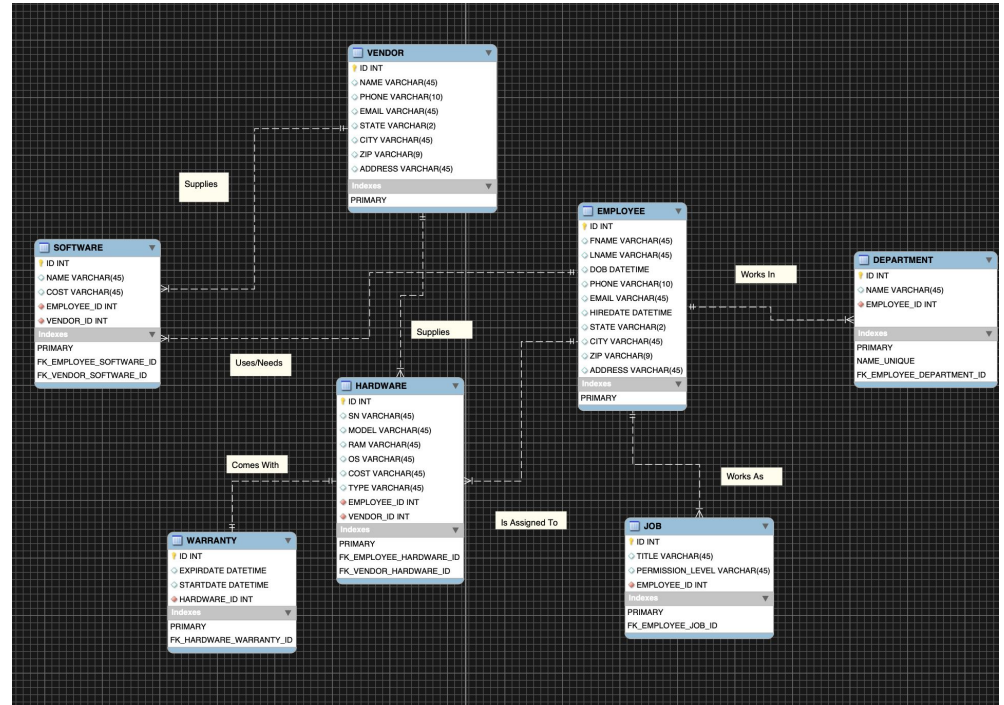 VENDOR
ID INT
NAME VARCHAR(45)
PHONE VARCHAR(10)
EMAIL VARCHAR(45)
STATE VARCHAR(2)
CITY VARCHAR(45)
ZIP VARCHAR(9)
ADDRESS VARCHAR(45)
Indexes
PRIMARY
Supplies
SOFTWARE
ID INT
NAME VARCHAR(45)
COST VARCHAR(45)
EMPLOYEE_ID INT
VENDOR_ID INT
Indexes
PRIMARY
FK_EMPLOYEE_SOFTWARE_ID
FK_VENDOR_SOFTWARE_ID
EMPLOYEE
ID INT
FNAME VARCHAR(45)
LNAME VARCHAR(45)
DOB DATETIME
PHONE VARCHAR(10)
EMAIL VARCHAR(45)
HIREDATE DATETIME
STATE VARCHAR(2)
CITY VARCHAR(45)
ZIP VARCHAR(9)
ADDRESS VARCHAR(45)
Indexes
PRIMARY
Works In
DEPARTMENT
ID INT
NAME VARCHAR(45)
EMPLOYEE_ID INT
Indexes
PRIMARY
NAME_UNIQUE
FK_EMPLOYEE_DEPARTMENT_ID
Supplies
Uses/Needs
HARDWARE
ID INT
SN VARCHAR(45)
MODEL VARCHAR(45)
RAM VARCHAR(45)
OS VARCHAR(45)
COST VARCHAR(45)
TYPE VARCHAR(45)
EMPLOYEE_ID INT
VENDOR_ID INT
Indexes
PRIMARY
FK_EMPLOYEE_HARDWARE_ID
FK_VENDOR_HARDWARE_ID
Comes With
Works As
Is Assigned To
WARRANTY
ID INT
EXPIRDATE DATETIME
STARTDATE DATETIME
HARDWARE_ID INT
Indexes
PRIMARY
FK_HARDWARE_WARRANTY_ID
JOB
ID INT
TITLE VARCHAR(45)
PERMISSION_LEVEL VARCHAR(45)
EMPLOYEE_ID INT
Indexes
PRIMARY
FK_EMPLOYEE_JOB_ID